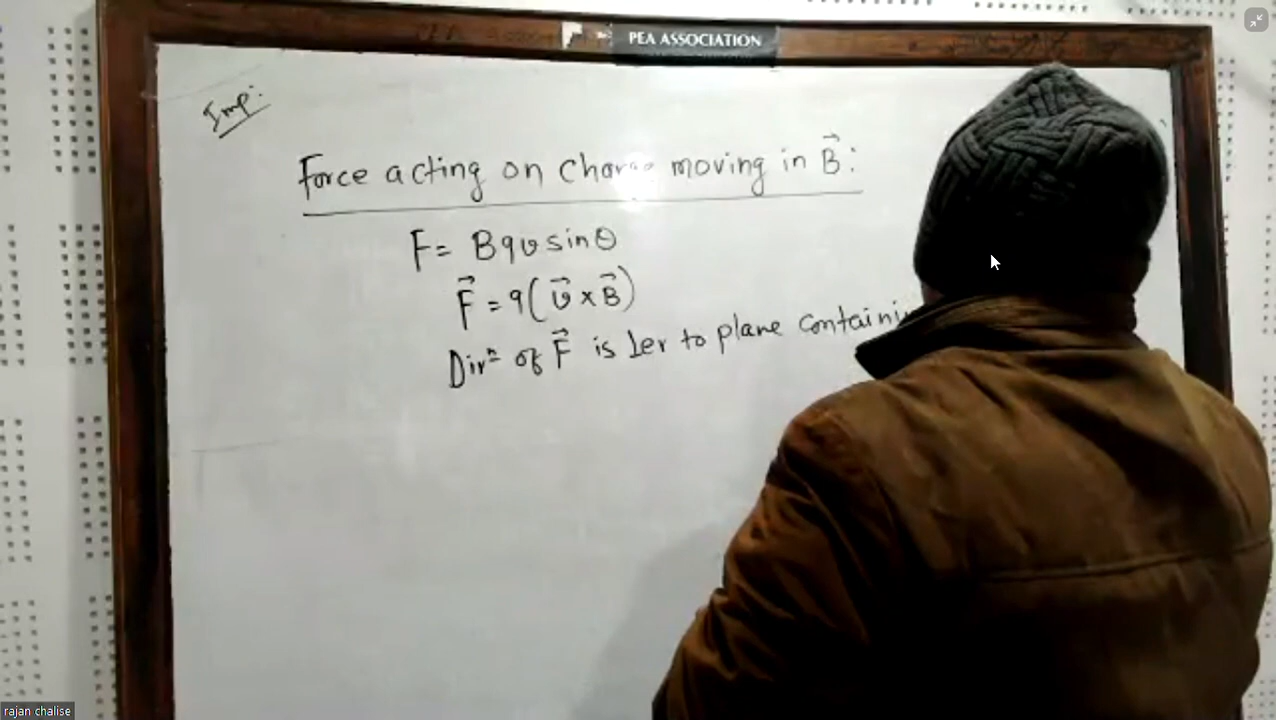 PEA ASSOCIATION
Imp:
Force acting on charge moving in B⃗:
F = Bqv sinθ
F⃗ = q(v⃗ × B⃗)
Dirⁿ of F⃗ is ⊥er to plane containin
rajan chalise